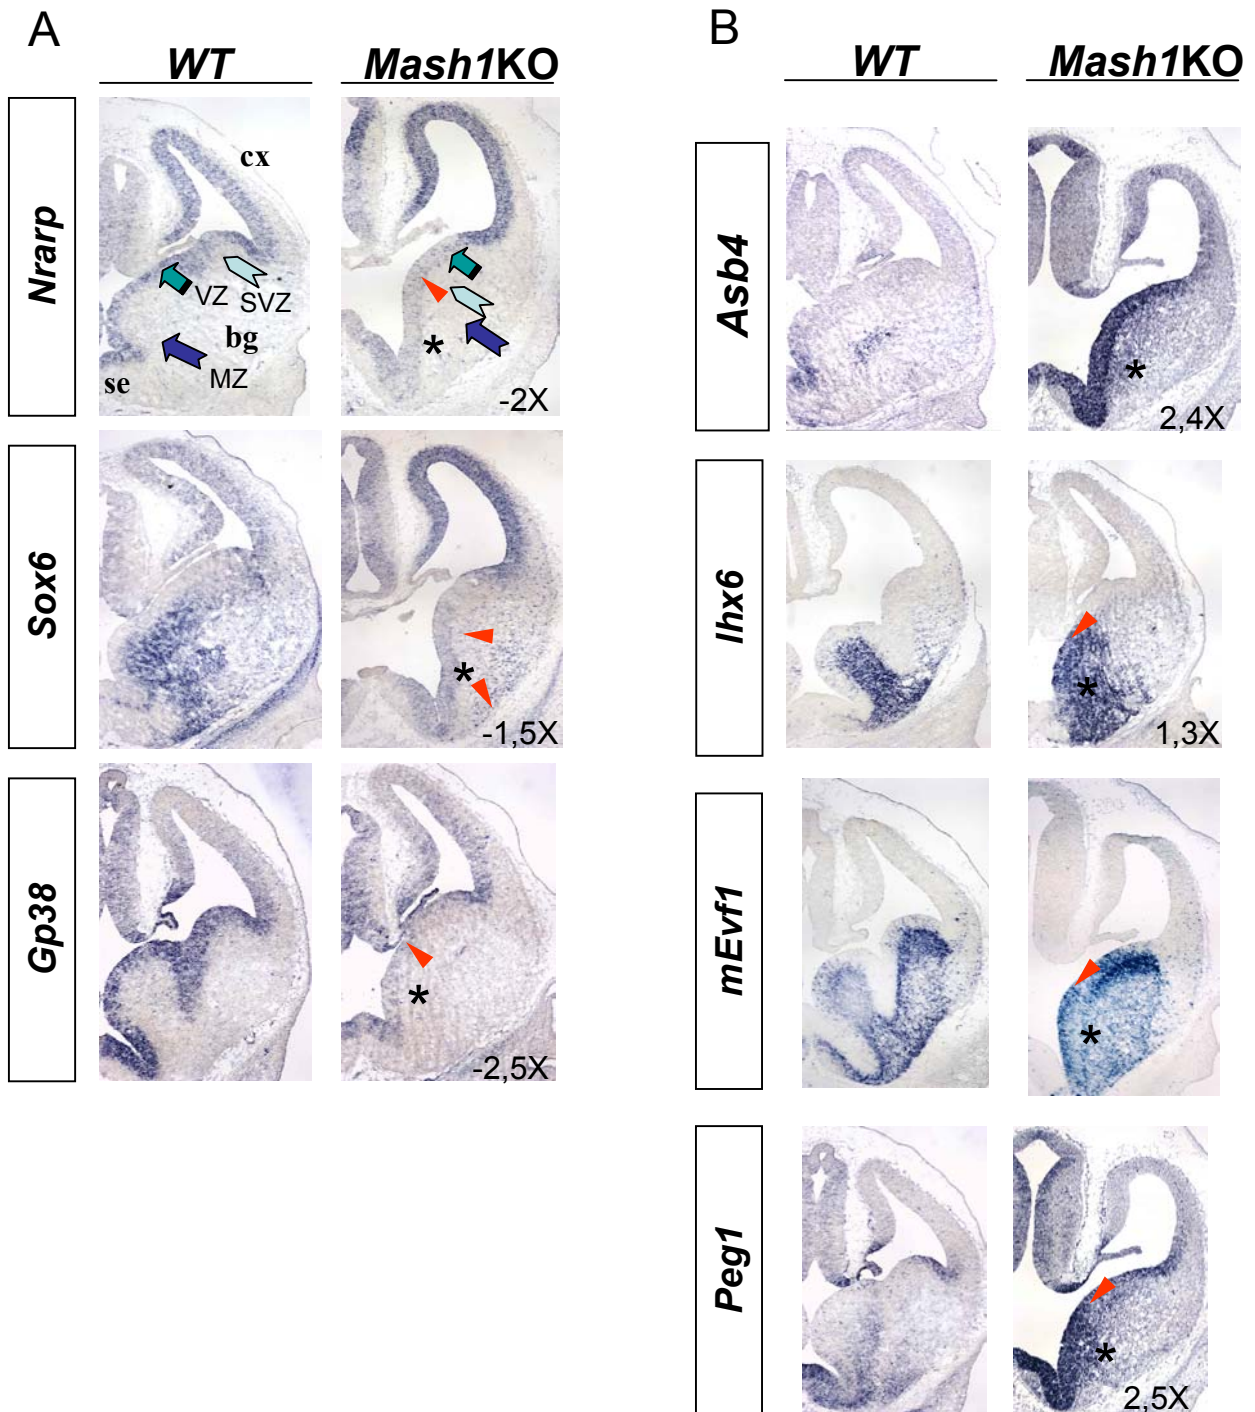 A
WT
Mash1KO
Nrarp
cx
VZ
SVZ
bg
se
MZ
*
-2X
Sox6
*
-1,5X
Gp38
*
-2,5X
B
WT
Mash1KO
Asb4
*
2,4X
lhx6
*
1,3X
mEvf1
*
Peg1
*
2,5X